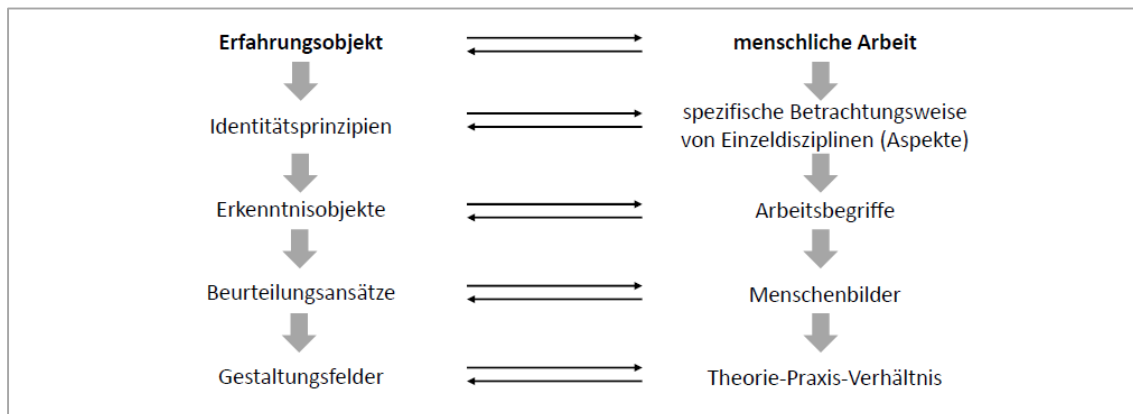 Erfahrungsobjekt
menschliche Arbeit
Identitätsprinzipien
spezifische Betrachtungsweise
von Einzeldisziplinen (Aspekte)
Erkenntnisobjekte
Arbeitsbegriffe
Beurteilungsansätze
Menschenbilder
Gestaltungsfelder
Theorie-Praxis-Verhältnis